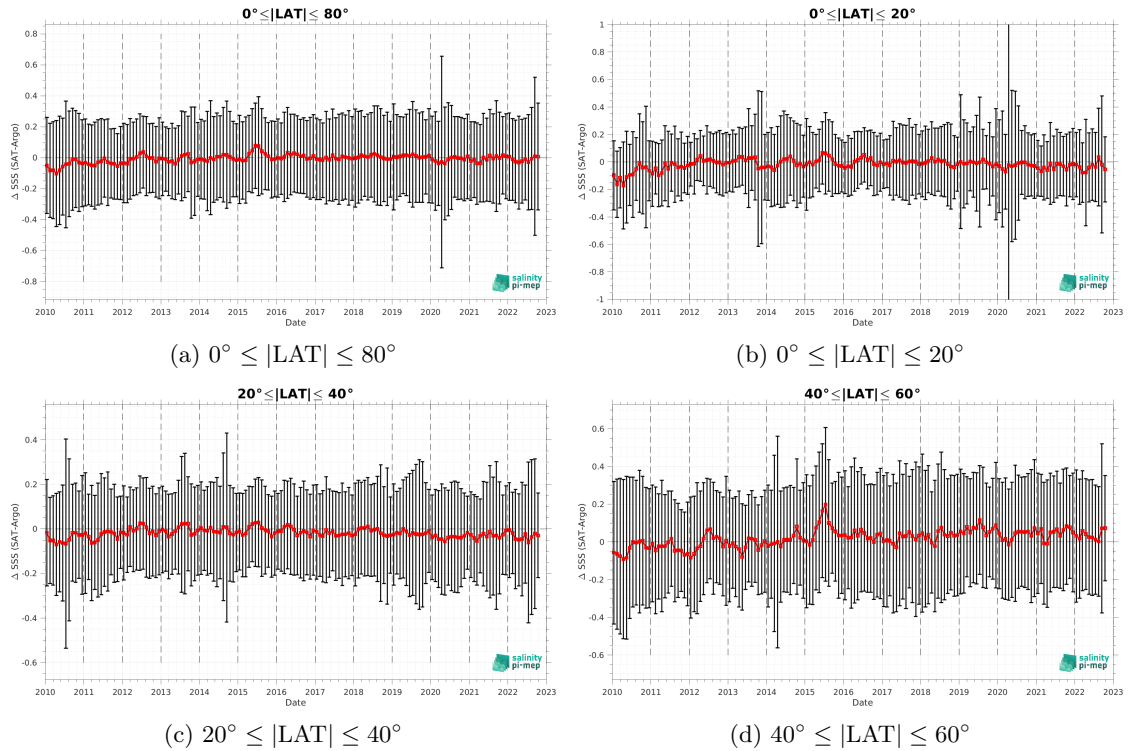 0°≤|LAT|≤ 80°
Δ SSS (SAT-Argo)
0.8
0.6
0.4
0.2
0
-0.2
-0.4
-0.6
-0.8
2010 2011 2012 2013 2014 2015 2016 2017 2018 2019 2020 2021 2022 2023
Date
salinity
pi-mep
(a) 0° ≤ |LAT| ≤ 80°
0°≤|LAT|≤ 20°
Δ SSS (SAT-Argo)
1
0.8
0.6
0.4
0.2
0
-0.2
-0.4
-0.6
-0.8
-1
2010 2011 2012 2013 2014 2015 2016 2017 2018 2019 2020 2021 2022 2023
Date
salinity
pi-mep
(b) 0° ≤ |LAT| ≤ 20°
20°≤|LAT|≤ 40°
Δ SSS (SAT-Argo)
0.4
0.2
0
-0.2
-0.4
-0.6
2010 2011 2012 2013 2014 2015 2016 2017 2018 2019 2020 2021 2022 2023
Date
salinity
pi-mep
(c) 20° ≤ |LAT| ≤ 40°
40°≤|LAT|≤ 60°
Δ SSS (SAT-Argo)
0.6
0.4
0.2
0
-0.2
-0.4
-0.6
2010 2011 2012 2013 2014 2015 2016 2017 2018 2019 2020 2021 2022 2023
Date
salinity
pi-mep
(d) 40° ≤ |LAT| ≤ 60°